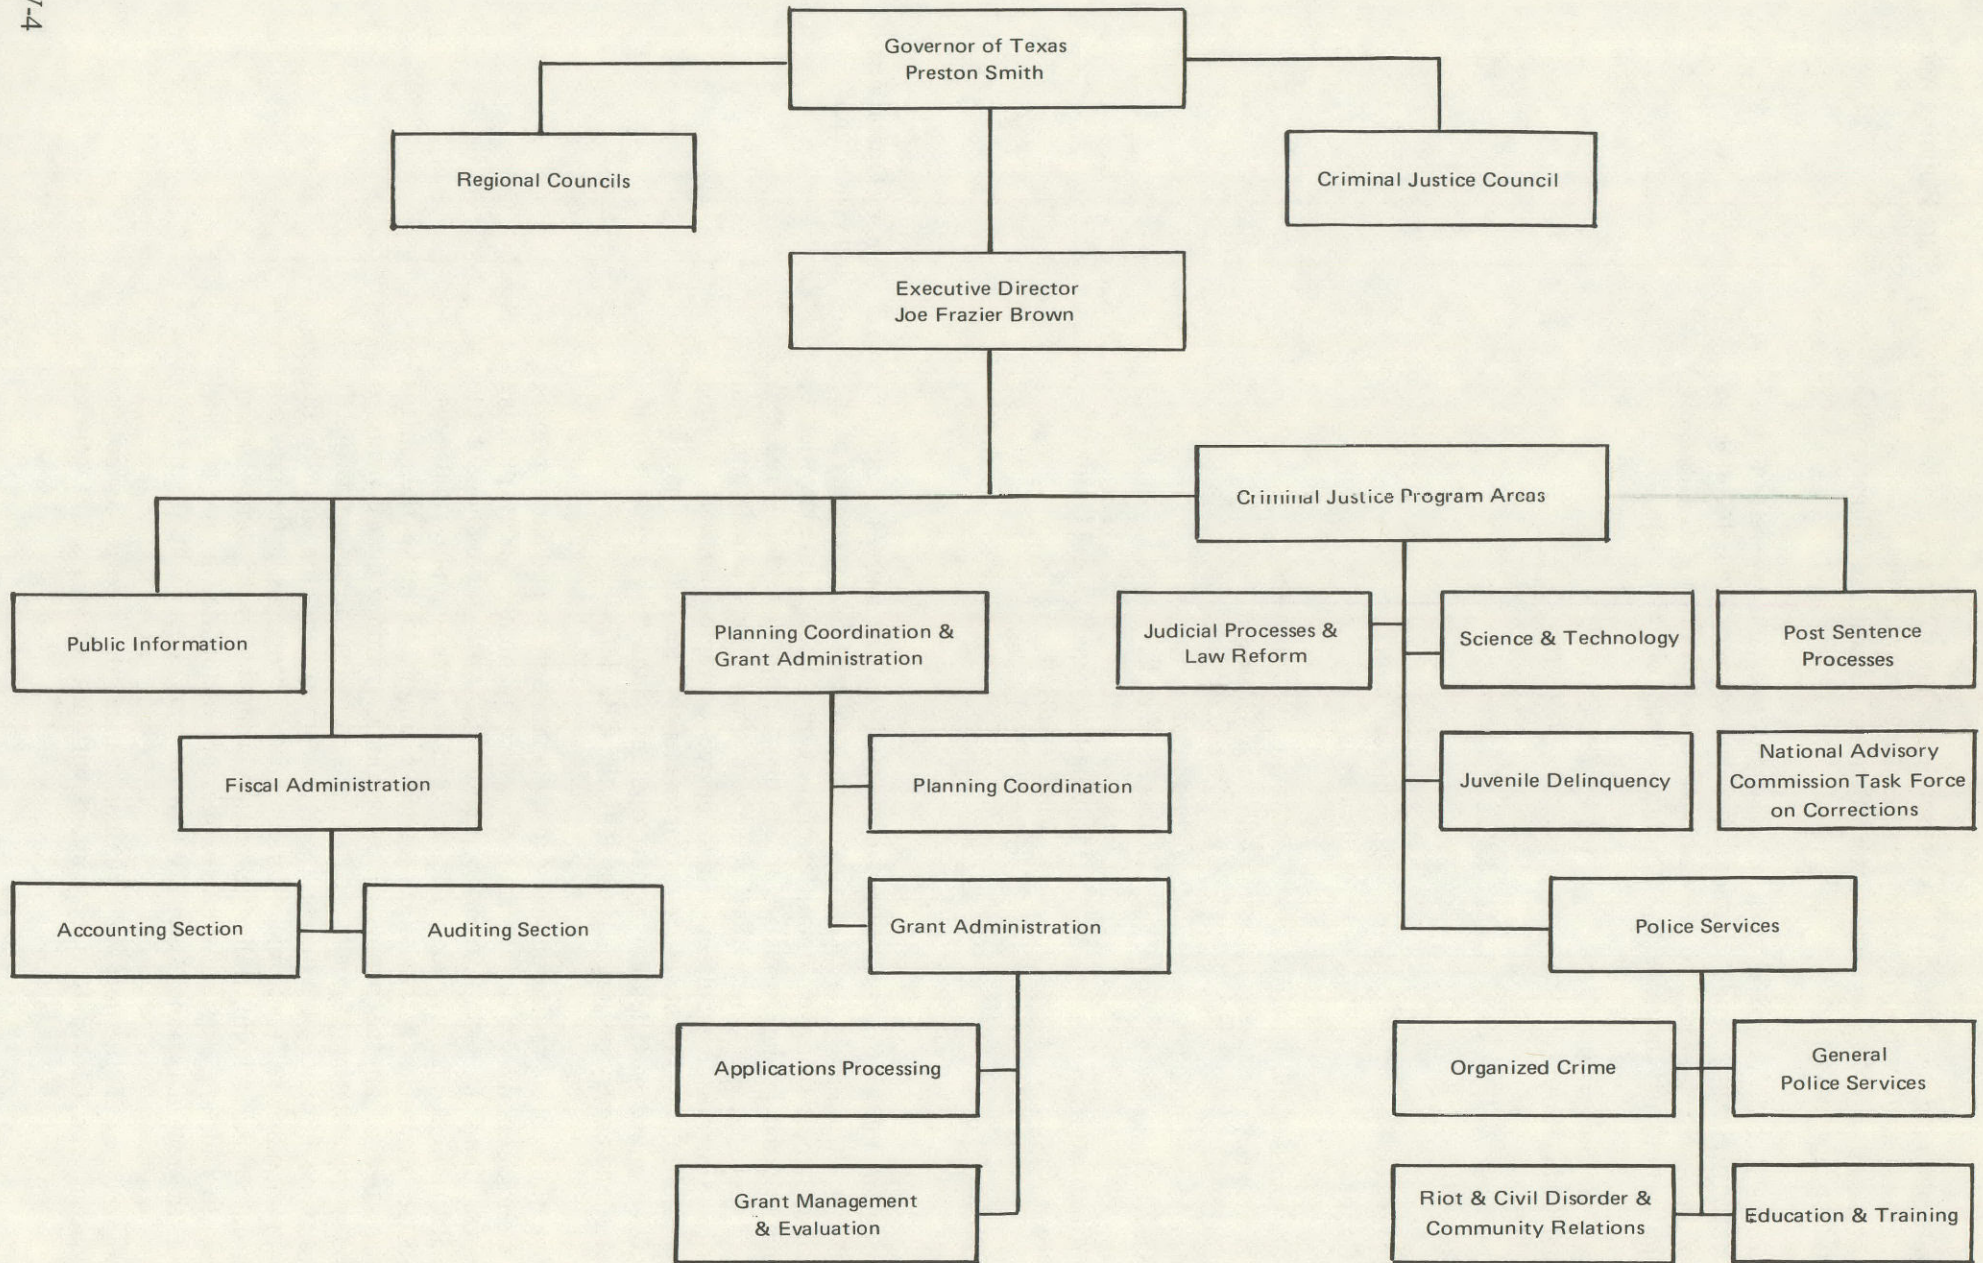 7-4
Governor of Texas
Preston Smith
Regional Councils
Criminal Justice Council
Executive Director
Joe Frazier Brown
Criminal Justice Program Areas
Public Information
Planning Coordination &
Grant Administration
Judicial Processes &
Law Reform
Science & Technology
Post Sentence
Processes
Fiscal Administration
Planning Coordination
Juvenile Delinquency
National Advisory
Commission Task Force
on Corrections
Accounting Section
Auditing Section
Grant Administration
Police Services
Applications Processing
Organized Crime
General
Police Services
Grant Management
& Evaluation
Riot & Civil Disorder &
Community Relations
Education & Training